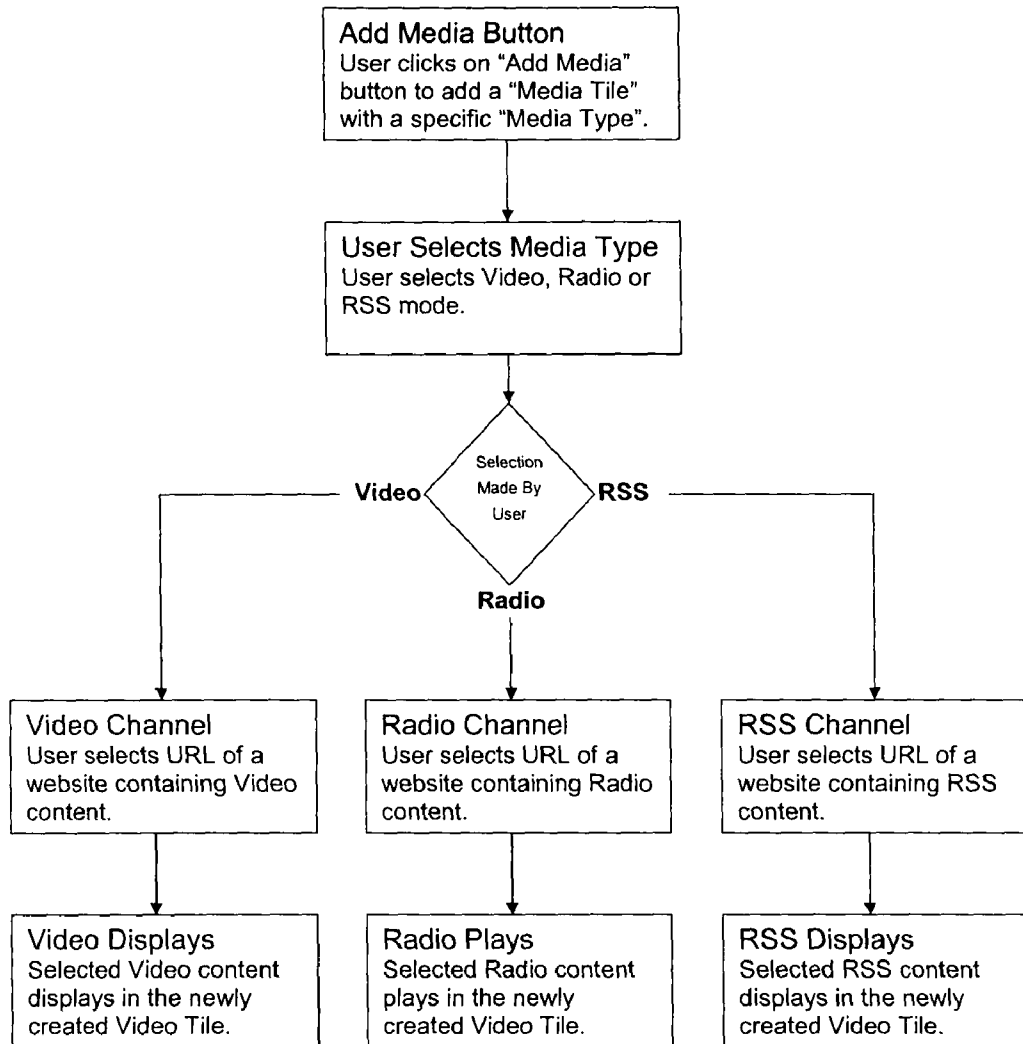 Add Media Button
User clicks on “Add Media”
button to add a “Media Tile”
with a specific “Media Type”.
User Selects Media Type
User selects Video, Radio or
RSS mode.
Selection
Made By
User
Video
RSS
Radio
Video Channel
User selects URL of a
website containing Video
content.
Radio Channel
User selects URL of a
website containing Radio
content.
RSS Channel
User selects URL of a
website containing RSS
content.
Video Displays
Selected Video content
displays in the newly
created Video Tile.
Radio Plays
Selected Radio content
plays in the newly
created Video Tile.
RSS Displays
Selected RSS content
displays in the newly
created Video Tile.